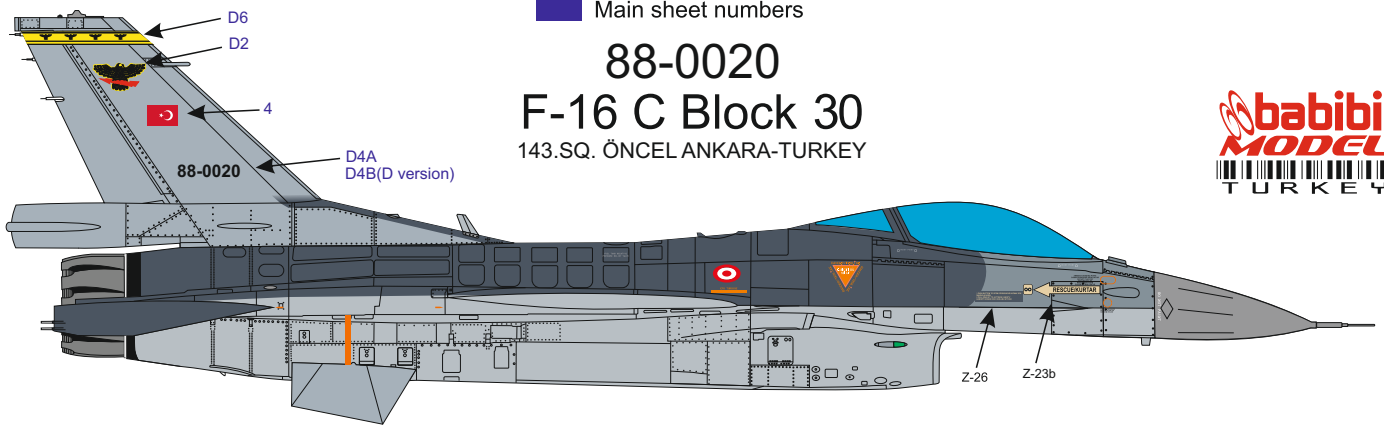 Main sheet numbers
88-0020
F-16 C Block 30
143.SQ. ÖNCEL ANKARA-TURKEY
babibi
MODEL
TURKEY
D6
D2
4
D4A
D4B(D version)
88-0020
RESCUE/KURTAR
Z-26
Z-23b